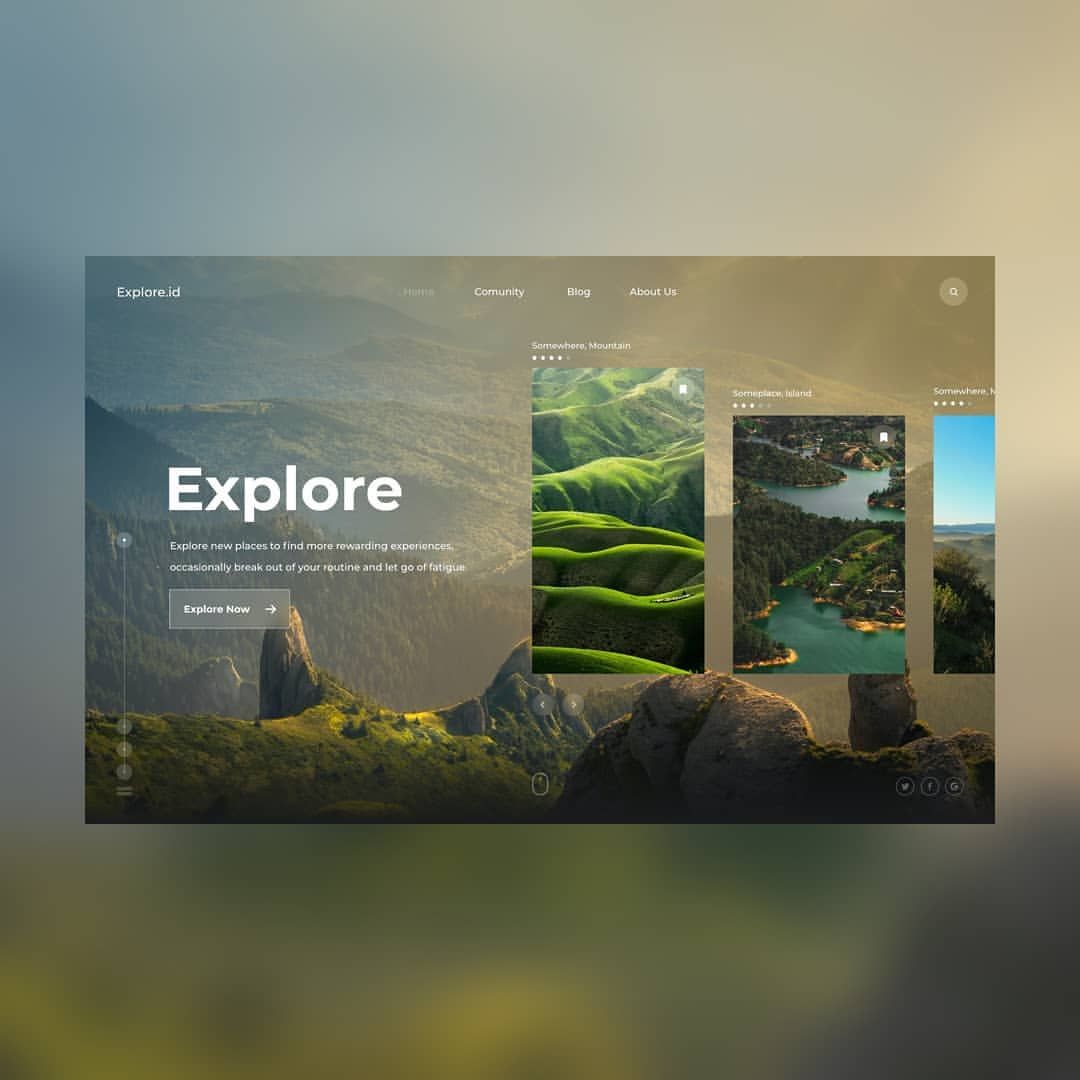 Explore.id
Home
Comunity
Blog
About Us
Somewhere, Mountain
Someplace, Island
Somewhere,
Explore
Explore new places to find more rewarding experiences,
occasionally break out of your routine and let go of fatigue
Explore Now